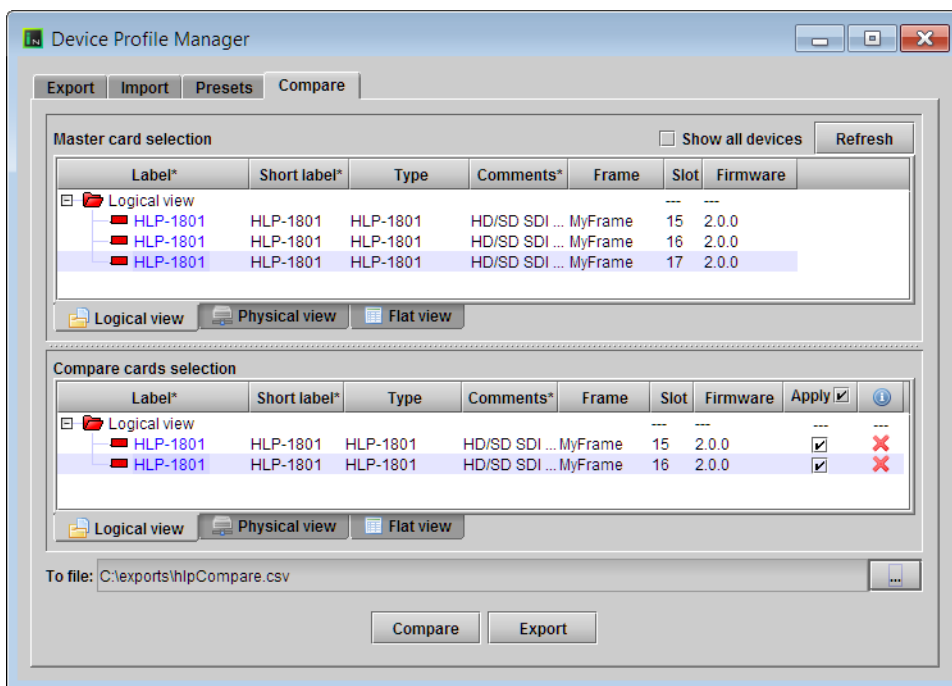 Device Profile Manager
Export Import Presets Compare
Master card selection Show all devices Refresh
Label* Short label* Type Comments* Frame Slot Firmware
Logical view --- ---
HLP-1801 HLP-1801 HLP-1801 HD/SD SDI ... MyFrame 15 2.0.0
HLP-1801 HLP-1801 HLP-1801 HD/SD SDI ... MyFrame 16 2.0.0
HLP-1801 HLP-1801 HLP-1801 HD/SD SDI ... MyFrame 17 2.0.0
Logical view Physical view Flat view
Compare cards selection
Label* Short label* Type Comments* Frame Slot Firmware Apply
Logical view --- --- --- ---
HLP-1801 HLP-1801 HLP-1801 HD/SD SDI ... MyFrame 15 2.0.0
HLP-1801 HLP-1801 HLP-1801 HD/SD SDI ... MyFrame 16 2.0.0
Logical view Physical view Flat view
To file: C:\exports\hlpCompare.csv ...
Compare Export